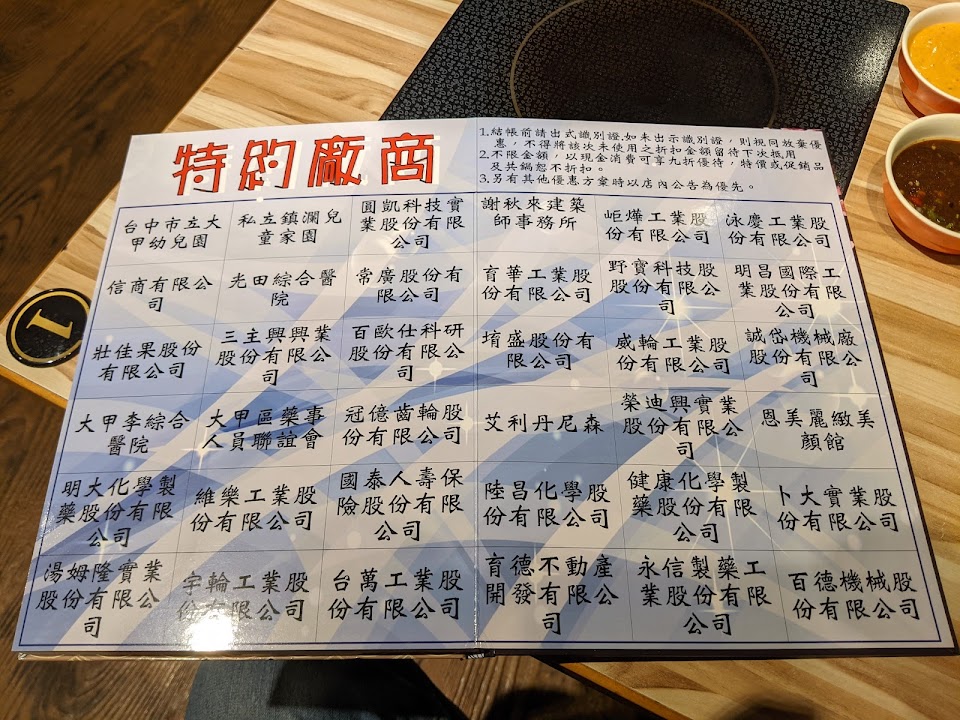 特約廠商
1.結帳前請出式識別證,如未出示識別證，則視同放棄優
惠，不得將該次未使用之折扣金額留待下次抵用
2.不限金額，以現金消費可享九折優待，特價或促銷品
及共鍋恕不折扣。
3.另有其他優惠方案時以店內公告為優先。
台中市立大
甲幼兒園
私立鎮瀾兒
童家園
圓凱科技實
業股份有限
公司
謝秋來建築
師事務所
岠燁工業股
份有限公司
泳慶工業股
份有限公司
信商有限公
司
光田綜合醫
院
常廣股份有
限公司
育華工業股
份有限公司
野寶科技股
份有限公司
明昌國際工
業股份有限
公司
壯佳果股份
有限公司
三主興興業
股份有限公
司
百歐仕科研
股份有限公
司
堉盛股份有
限公司
威輪工業股
份有限公司
誠岱機械廠
股份有限公
司
大甲李綜合
醫院
大甲區藥事
人員聯誼會
冠億齒輪股
份有限公司
艾利丹尼森
榮迪興實業
股份有限公
司
恩美麗緻美
顏館
明大化學製
藥股份有限
公司
維樂工業股
份有限公司
國泰人壽保
險股份有限
公司
陸昌化學股
份有限公司
健康化學製
藥股份有限
公司
卜大實業股
份有限公司
湯姆隆實業
股份有限公
司
宇輪工業股
份有限公司
台萬工業股
份有限公司
育德不動產
開發有限公
司
永信製藥工
業股份有限
公司
百德機械股
份有限公司
1